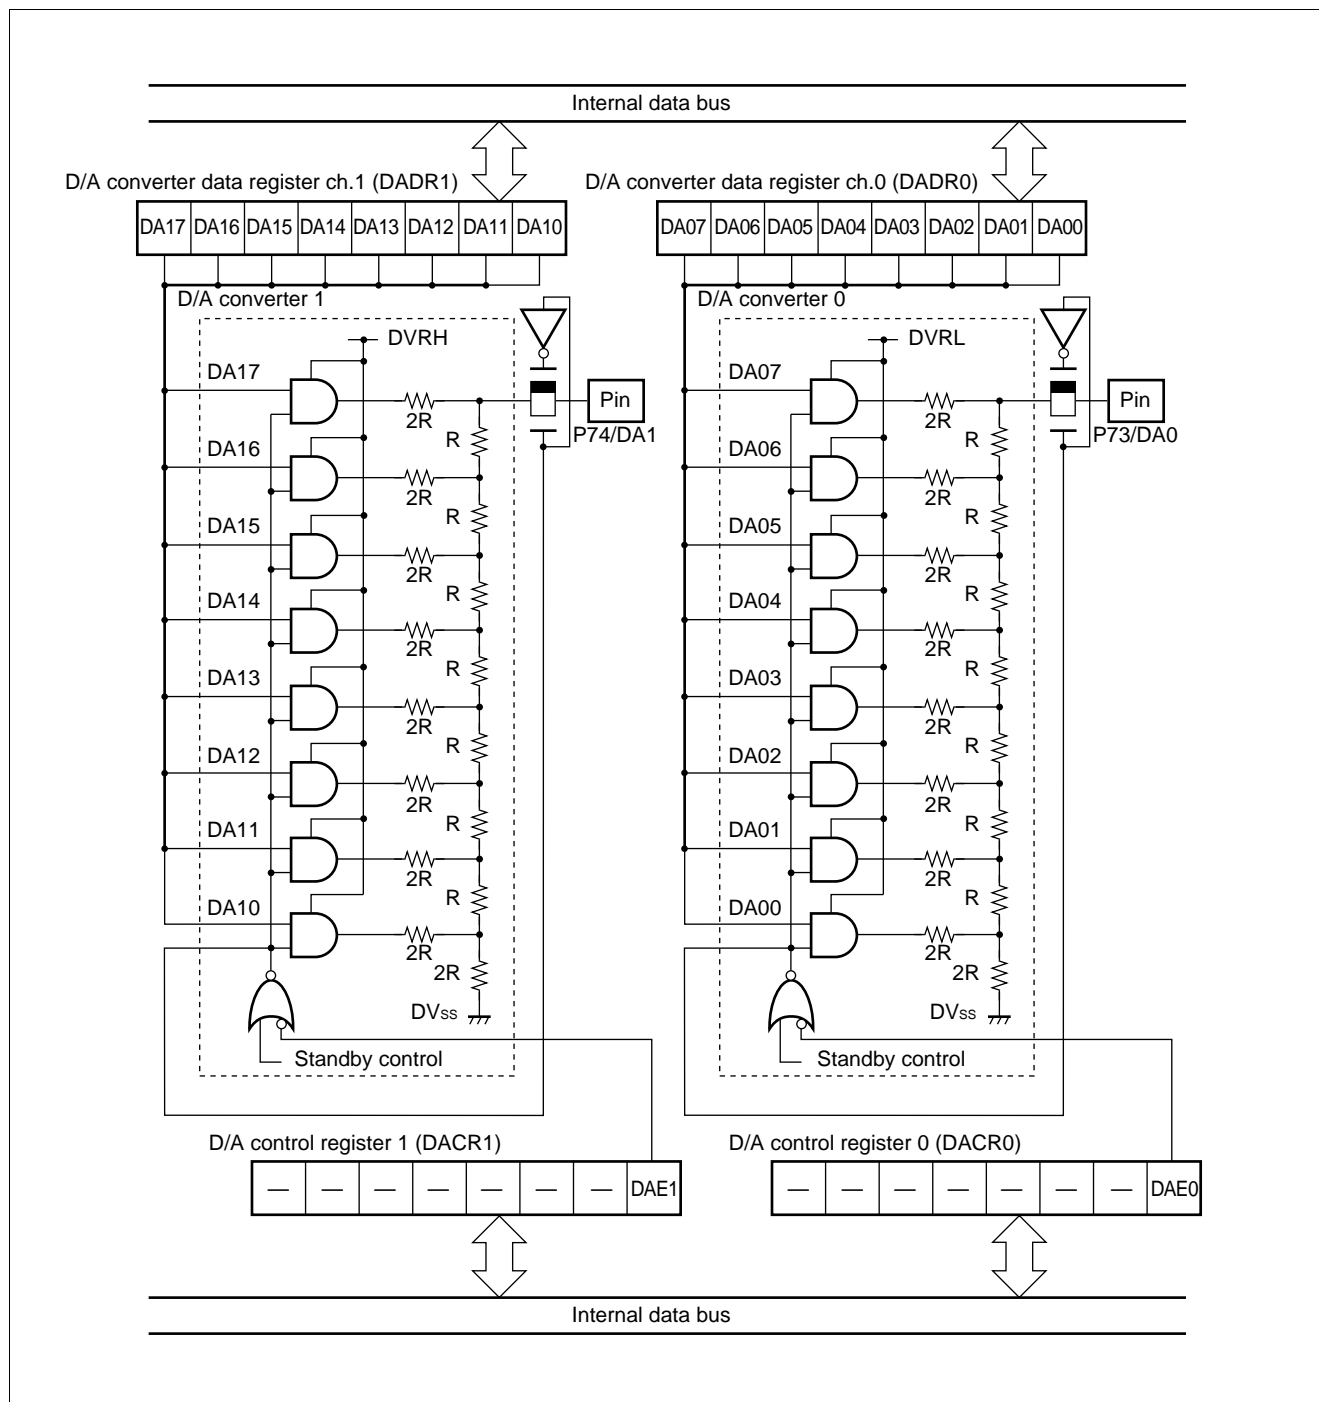 Internal data bus
D/A converter data register ch.1 (DADR1)
DA17 DA16 DA15 DA14 DA13 DA12 DA11 DA10
D/A converter 1
DVRH
DA17
2R
R
Pin
P74/DA1
DA16
2R
R
DA15
2R
R
DA14
2R
R
DA13
2R
R
DA12
2R
R
DA11
2R
R
DA10
2R
2R
DVss
Standby control
D/A control register 1 (DACR1)
— — — — — — — DAE1
D/A converter data register ch.0 (DADR0)
DA07 DA06 DA05 DA04 DA03 DA02 DA01 DA00
D/A converter 0
DVRL
DA07
2R
R
Pin
P73/DA0
DA06
2R
R
DA05
2R
R
DA04
2R
R
DA03
2R
R
DA02
2R
R
DA01
2R
R
DA00
2R
2R
DVss
Standby control
D/A control register 0 (DACR0)
— — — — — — — DAE0
Internal data bus